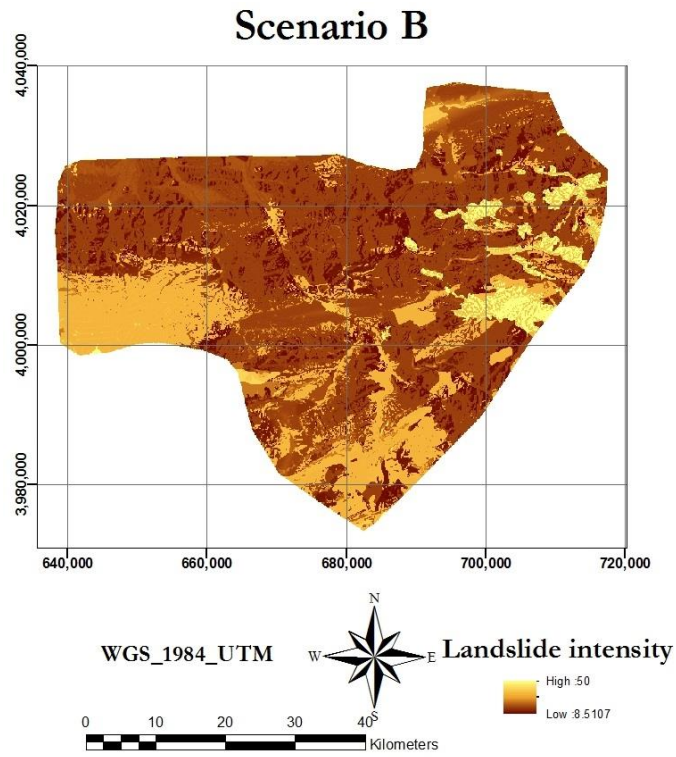 Scenario B
4,040,000
4,020,000
4,000,000
3,980,000
640,000 660,000 680,000 700,000 720,000
N
WGS_1984_UTM W E Landslide intensity
High :50
S Low :8.5107
0 10 20 30 40
Kilometers